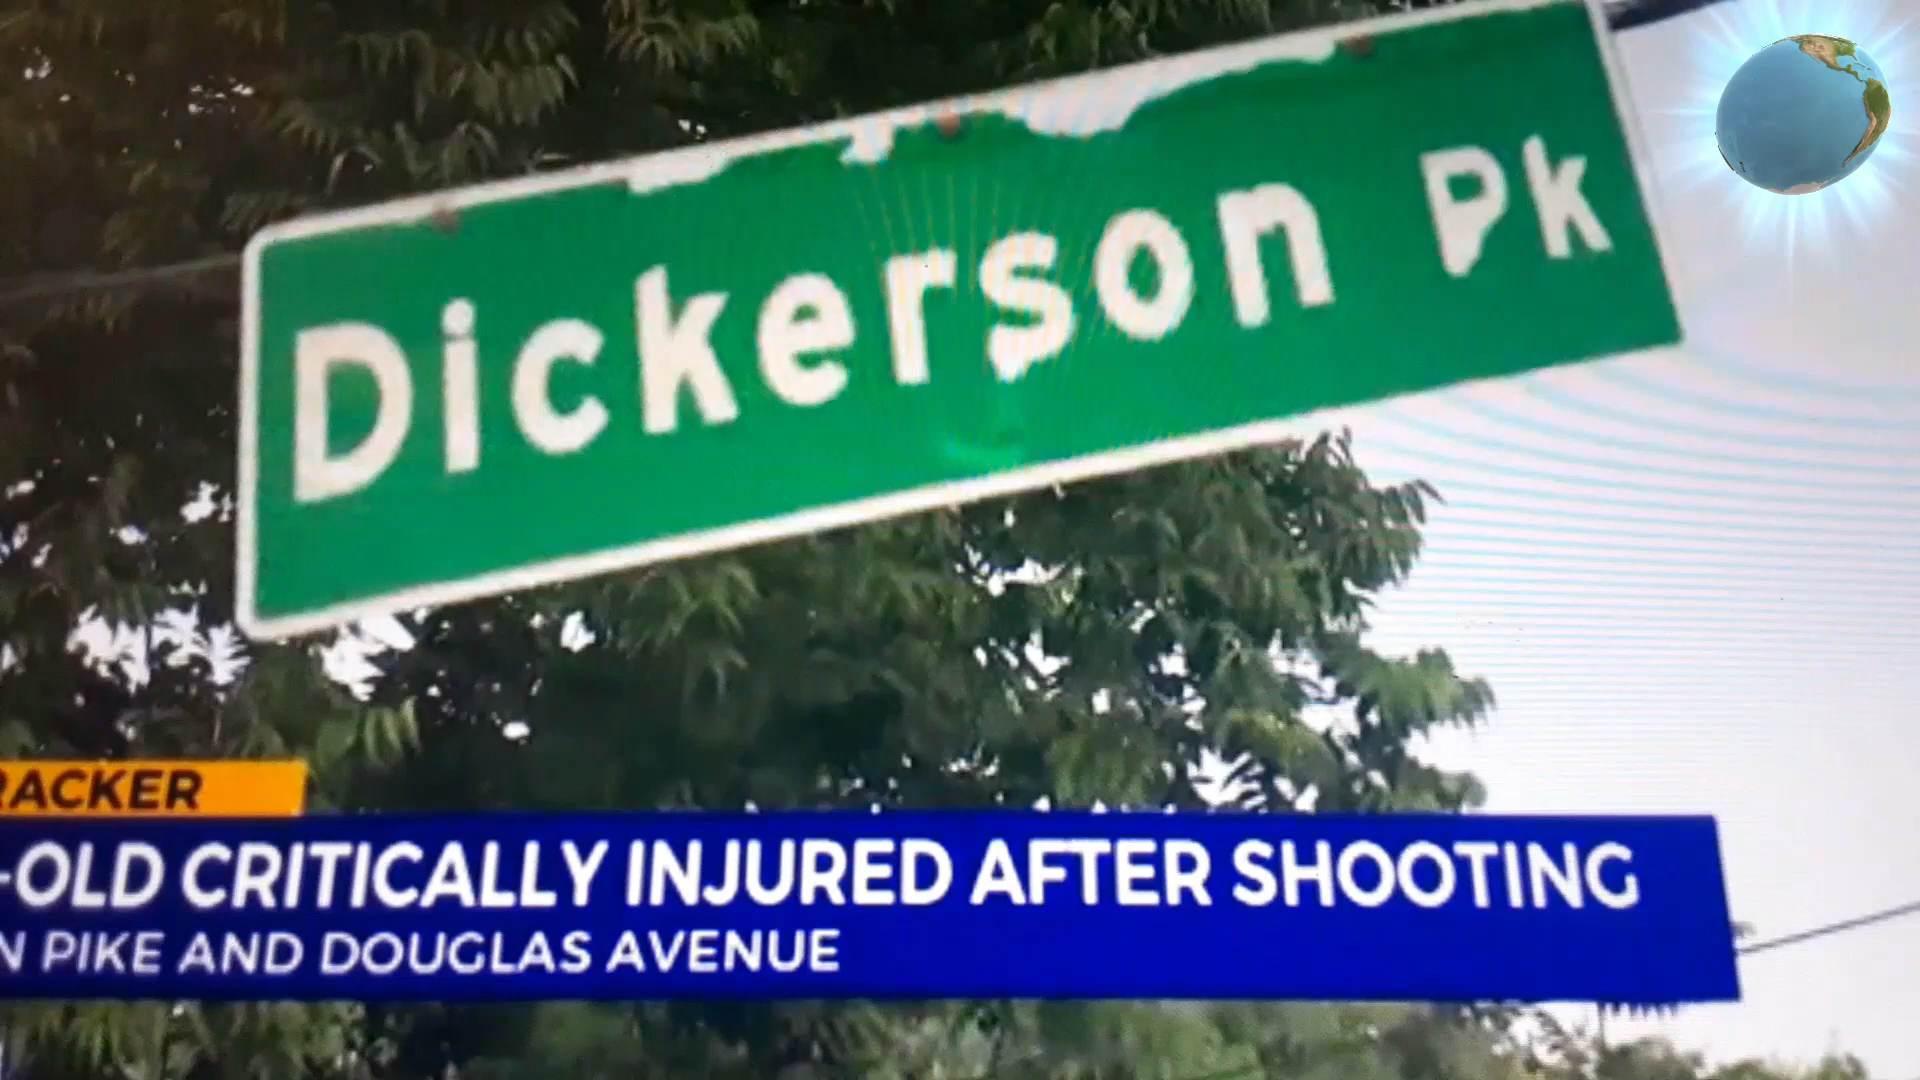 Dickerson Pk
RACKER
-OLD CRITICALLY INJURED AFTER SHOOTING
N PIKE AND DOUGLAS AVENUE